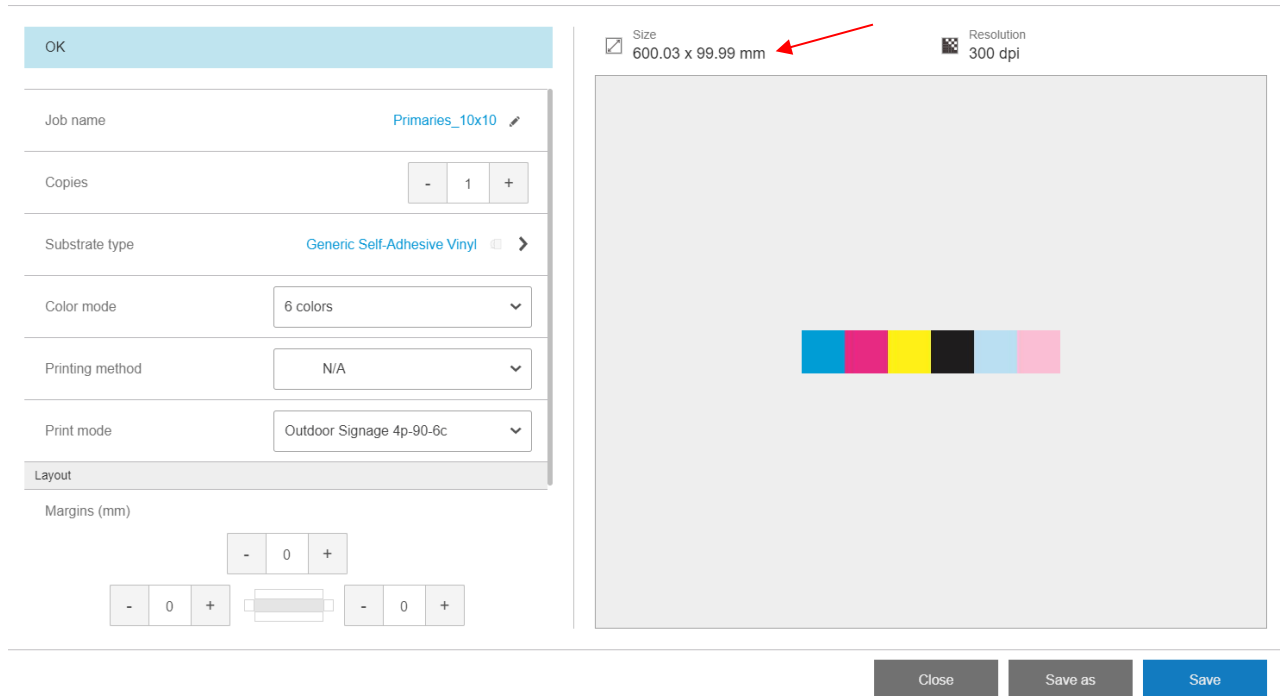 OK
Size
600.03 x 99.99 mm
Resolution
300 dpi
Job name
Primaries_10x10
Copies
- 1 +
Substrate type
Generic Self-Adhesive Vinyl
Color mode
6 colors
Printing method
N/A
Print mode
Outdoor Signage 4p-90-6c
Layout
Margins (mm)
- 0 +
- 0 +
- 0 +
Close
Save as
Save